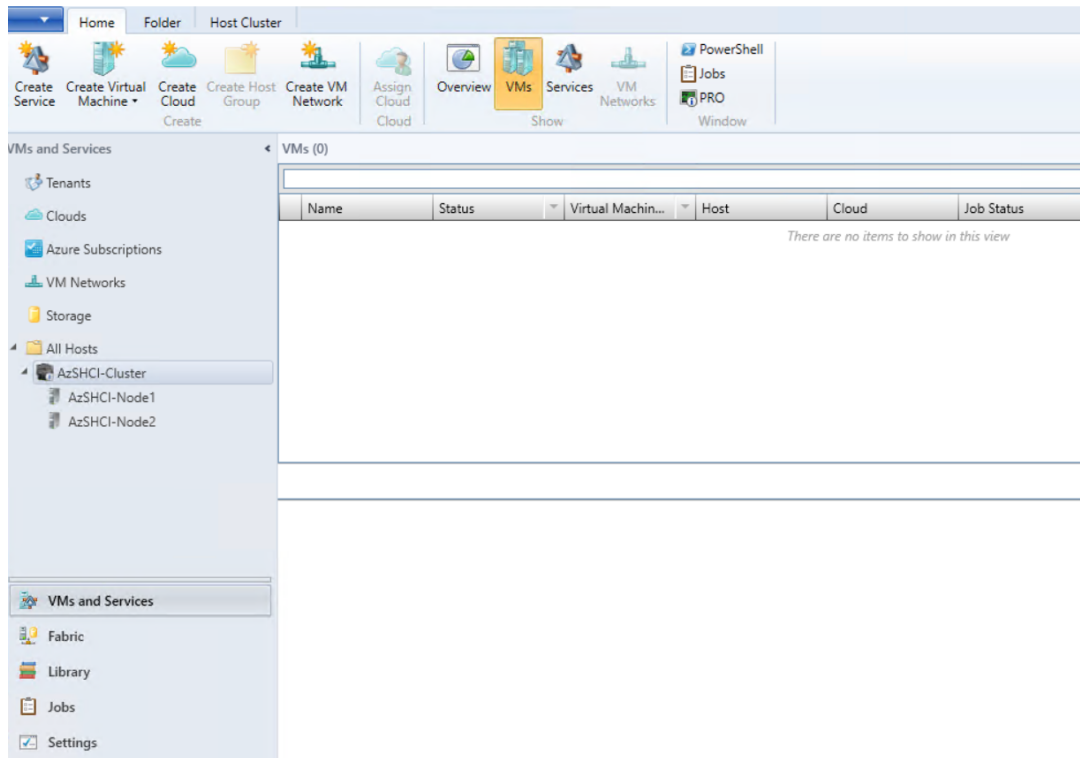 Home Folder Host Cluster
Create Service
Create Virtual Machine
Create Cloud
Create Host Group
Create VM Network
Create
Assign Cloud
Cloud
Overview
VMs
Services
VM Networks
Show
PowerShell
Jobs
PRO
Window
VMs and Services
Tenants
Clouds
Azure Subscriptions
VM Networks
Storage
All Hosts
AzSHCI-Cluster
AzSHCI-Node1
AzSHCI-Node2
VMs and Services
Fabric
Library
Jobs
Settings
VMs (0)
Name Status Virtual Machin... Host Cloud Job Status
There are no items to show in this view